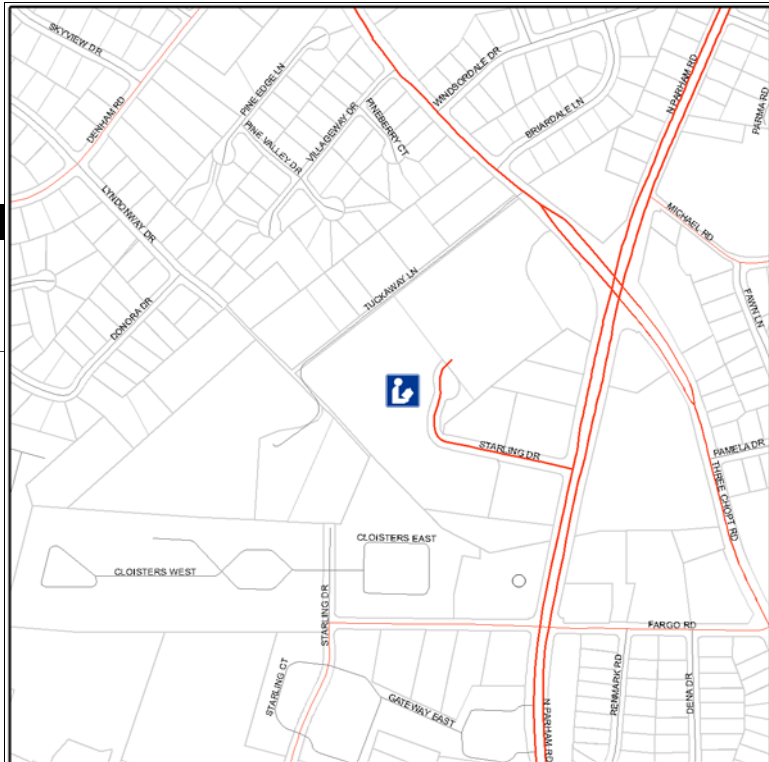 SKYVIEW DR
DENHAM RD
PINE EDGE LN
WINDSORDALE DR
N PARHAM RD
PARMA RD
PINE VALLEY DR
VILLAGEWAY DR
PINEBERRY CT
BRIARDALE LN
LYNDONWAY DR
MICHAEL RD
TUCKAWAY LN
DONORA DR
FAWN LN
STARLING DR
PAMELA DR
THREE CHOPT RD
CLOISTERS EAST
CLOISTERS WEST
STARLING DR
FARGO RD
STARLING CT
GATEWAY EAST
N PARHAM RD
PENMARK RD
DENA DR